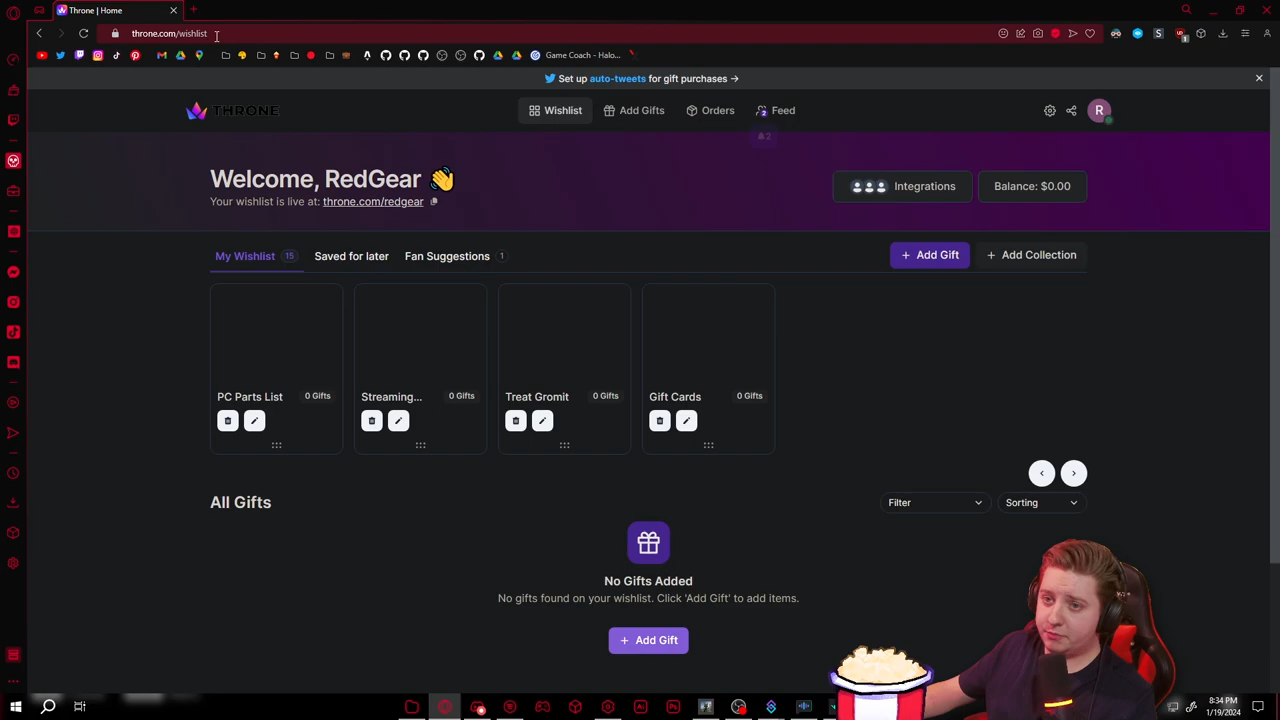 Throne | Home
throne.com/wishlist
Game Coach - Halo...
Set up auto-tweets for gift purchases →
THRONE
Wishlist
Add Gifts
Orders
Feed
2
2
R
Welcome, RedGear
Your wishlist is live at: throne.com/redgear
Integrations
Balance: $0.00
My Wishlist 15
Saved for later
Fan Suggestions 1
+ Add Gift
+ Add Collection
PC Parts List 0 Gifts
Streaming... 0 Gifts
Treat Gromit 0 Gifts
Gift Cards 0 Gifts
All Gifts
Filter
Sorting
No Gifts Added
No gifts found on your wishlist. Click 'Add Gift' to add items.
+ Add Gift
8:34 PM
1/19/2024